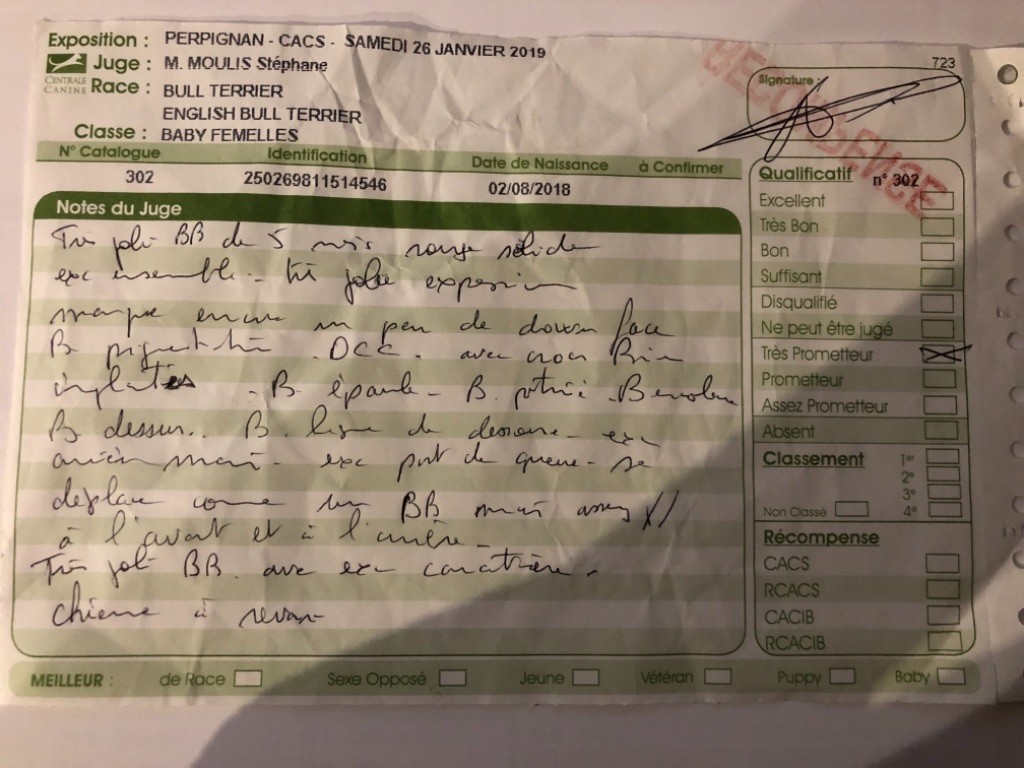 Exposition : PERPIGNAN - CACS - SAMEDI 26 JANVIER 2019
CENTRALE CANINE
Juge : M. MOULIS Stéphane
Race : BULL TERRIER
ENGLISH BULL TERRIER
Classe : BABY FEMELLES
723
Signature :
N° Catalogue Identification Date de Naissance à Confirmer
302 250269811514546 02/08/2018
Notes du Juge
Très joli BB de 5 mois rouge solide
exc ensemble - très jolie expression
manque encore un peu de down face
B pigmentation . OCC . avec crocs Bien
implantés - B. épaule - B. poitrine -
B. dessus.. B. ligne de dessous - exc
arrière main - exc port de queue - se
déplace comme un BB mais assez //
à l'avant et à l'arrière -
Très joli BB. avec exc caractère.
chienne à revoir
Qualificatif n° 302
Excellent
Très Bon
Bon
Suffisant
Disqualifié
Ne peut être jugé
Très Prometteur X
Prometteur
Assez Prometteur
Absent
Classement 1er
2e
3e
Non Classé 4e
Récompense
CACS
RCACS
CACIB
RCACIB
MEILLEUR : de Race Sexe Opposé Jeune Vétéran Puppy Baby